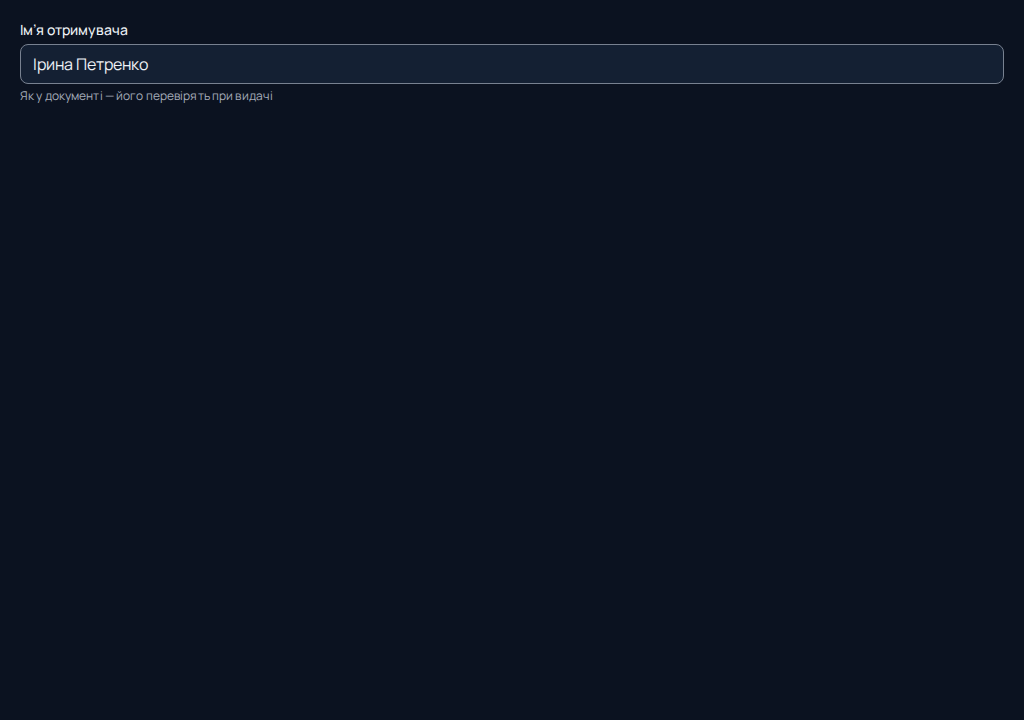 Ім’я отримувача
Ірина Петренко
Як у документі — його перевірять при видачі